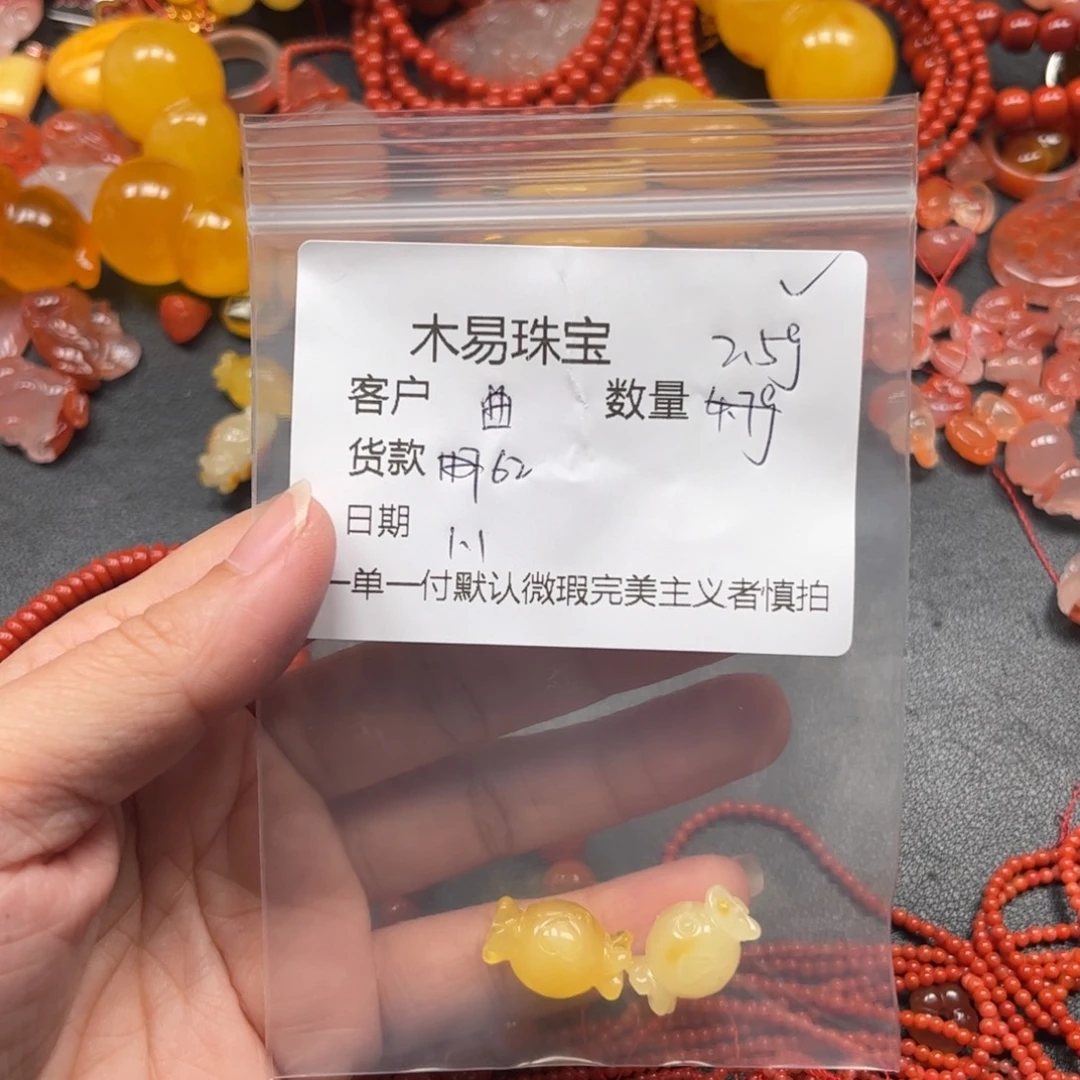 木易珠宝 2.5g
客户 曲 数量 4.7g
货款 62
日期 1.1
一单一付默认微瑕完美主义者慎拍